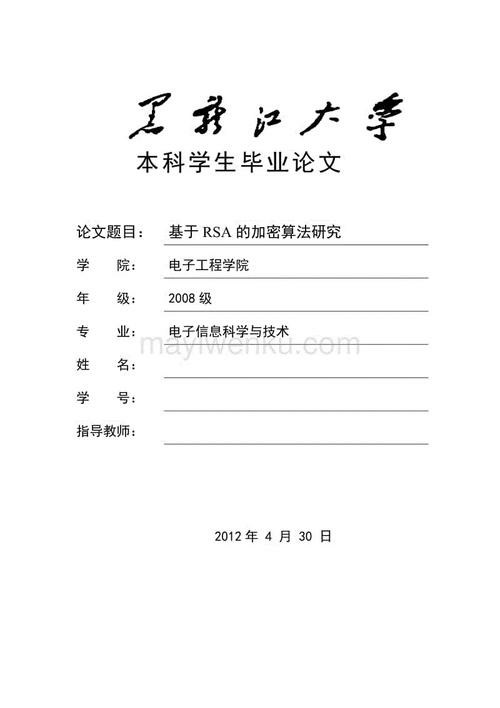 黑龙江大学
本科学生毕业论文
论文题目： 基于 RSA 的加密算法研究
学 院： 电子工程学院
年 级： 2008 级
专 业： 电子信息科学与技术
mayiwenku.com
姓 名：
学 号：
指导教师：
2012 年 4 月 30 日